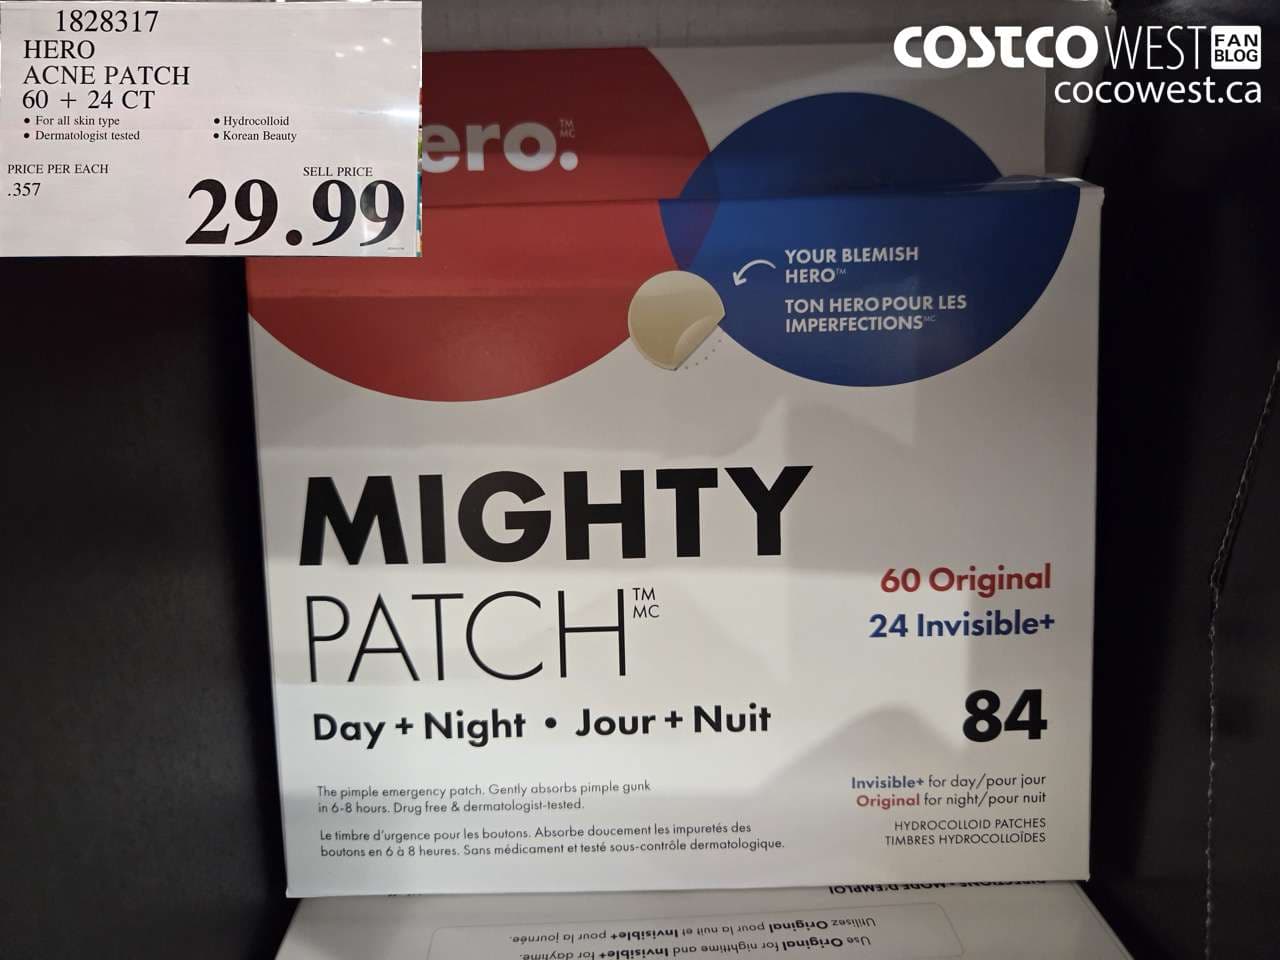 1828317
HERO
ACNE PATCH
60 + 24 CT
• For all skin type
• Dermatologist tested
• Hydrocolloid
• Korean Beauty
PRICE PER EACH
.357
SELL PRICE
29.99
COSTCO WEST FAN BLOG
cocowest.ca
ero.
TM
MC
YOUR BLEMISH
HERO™
TON HERO POUR LES
IMPERFECTIONS MC
MIGHTY
PATCH
TM
MC
60 Original
24 Invisible+
Day + Night • Jour + Nuit
84
The pimple emergency patch. Gently absorbs pimple gunk
in 6-8 hours. Drug free & dermatologist-tested.
Le timbre d'urgence pour les boutons. Absorbe doucement les impuretés des
boutons en 6 à 8 heures. Sans médicament et testé sous-contrôle dermatologique.
Invisible+ for day/pour jour
Original for night/pour nuit
HYDROCOLLOID PATCHES
TIMBRES HYDROCOLLOÏDES
DIRECTIONS • MODE D'EMPLOI
Utilisez Original pour la nuit et Invisible+ pour la journée.
Use Original for nighttime and Invisible+ for daytime.